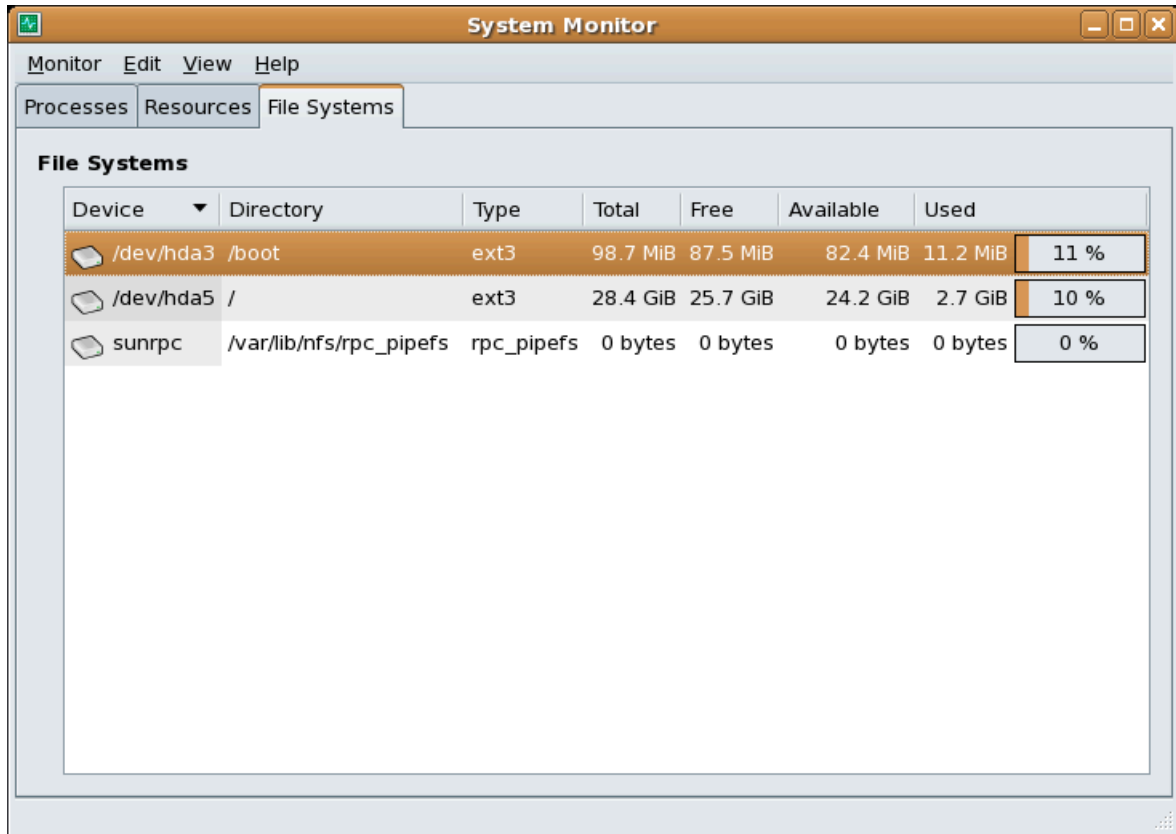 System Monitor
Monitor Edit View Help
Processes Resources File Systems
File Systems
Device Directory Type Total Free Available Used
/dev/hda3 /boot ext3 98.7 MiB 87.5 MiB 82.4 MiB 11.2 MiB 11 %
/dev/hda5 / ext3 28.4 GiB 25.7 GiB 24.2 GiB 2.7 GiB 10 %
sunrpc /var/lib/nfs/rpc_pipefs rpc_pipefs 0 bytes 0 bytes 0 bytes 0 bytes 0 %